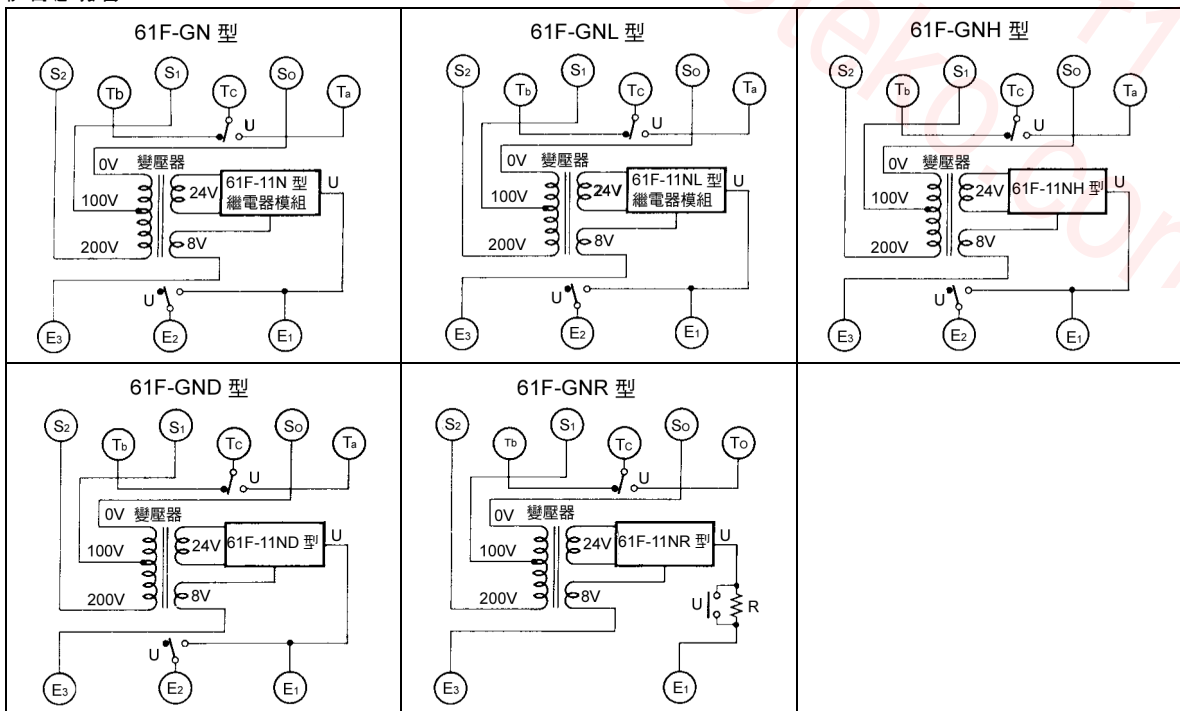 61F-GN 型
S2
S1
So
Tb
Tc
Ta
U
0V 變壓器
100V
24V
61F-11N 型
繼電器模組
U
200V
8V
U
E3
E2
E1
61F-GNL 型
S2
S1
So
Tb
Tc
Ta
U
0V 變壓器
100V
24V
61F-11NL 型
繼電器模組
U
200V
8V
U
E3
E2
E1
61F-GNH 型
S2
S1
So
Tb
Tc
Ta
U
0V 變壓器
100V
24V
61F-11NH 型
U
200V
8V
U
E3
E2
E1
61F-GND 型
S2
S1
So
Tb
Tc
Ta
U
0V 變壓器
100V
24V
61F-11ND 型
U
200V
8V
U
E3
E2
E1
61F-GNR 型
S2
S1
So
Tb
Tc
To
U
0V 變壓器
100V
24V
61F-11NR 型
U
200V
8V
U
R
E3
E1